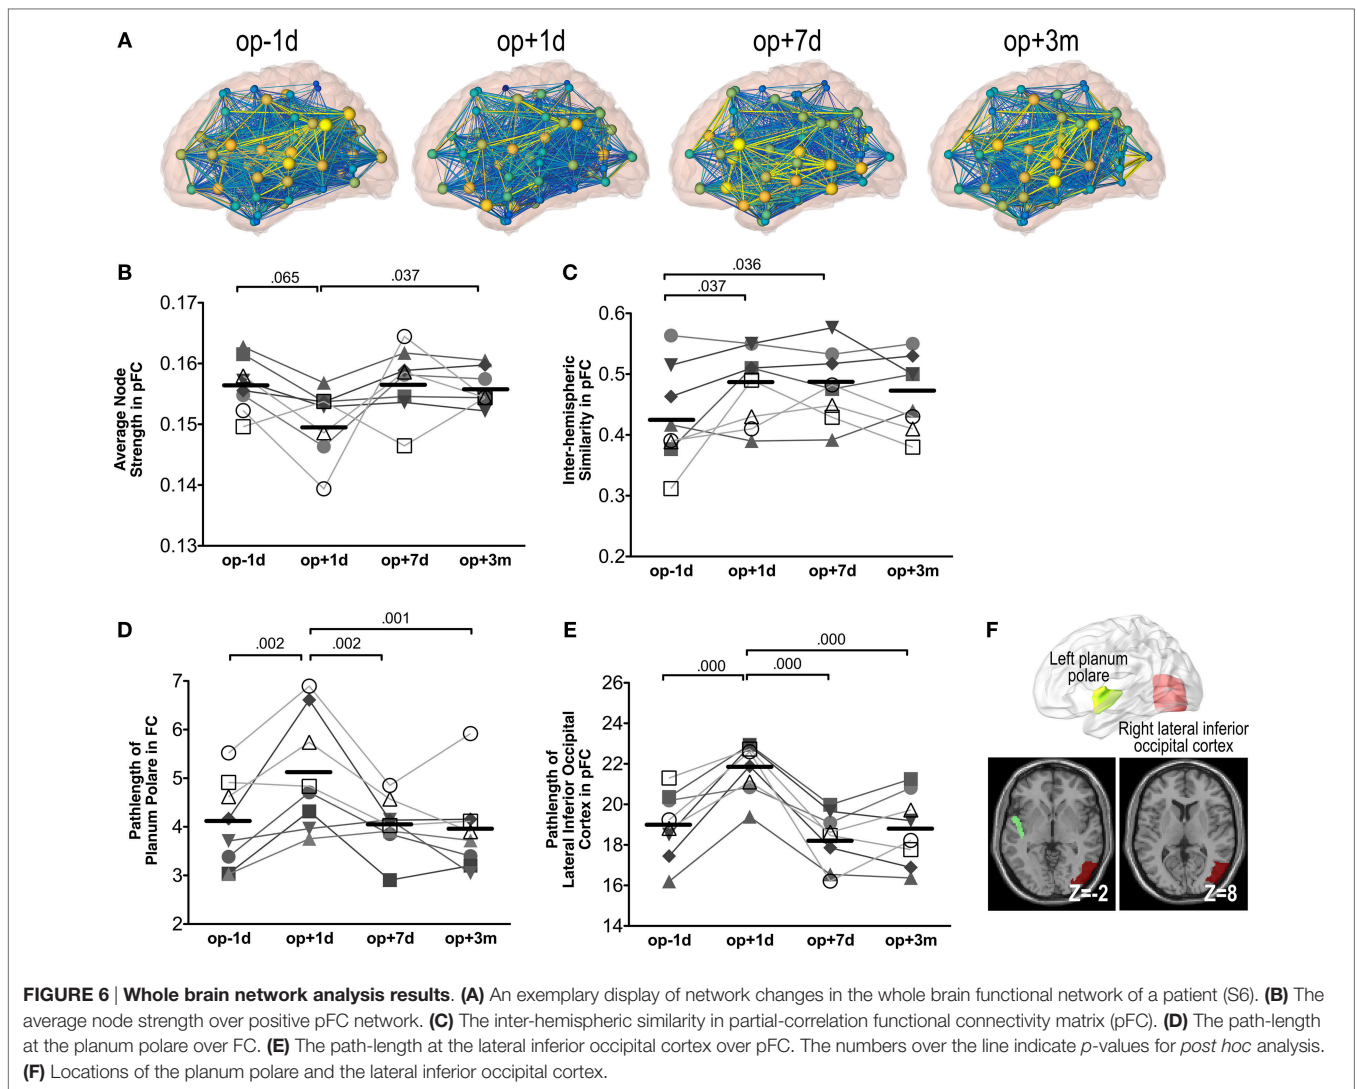 A
op-1d op+1d op+7d op+3m
B
.065 .037
Average Node
Strength in pFC
0.17
0.16
0.15
0.14
0.13
op-1d op+1d op+7d op+3m
C
.036
.037
Inter-hemispheric
Similarity in pFC
0.6
0.5
0.4
0.3
0.2
op-1d op+1d op+7d op+3m
D
.001
.002 .002
Pathlength of
Planum Polare in FC
7
6
5
4
3
2
op-1d op+1d op+7d op+3m
E
.000
.000 .000
Pathlength of
Lateral Inferior Occipital
Cortex in pFC
26
24
22
20
18
16
14
op-1d op+1d op+7d op+3m
F
Left planum
polare
Right lateral inferior
occipital cortex
Z=-2 Z=8
FIGURE 6 | Whole brain network analysis results. (A) An exemplary display of network changes in the whole brain functional network of a patient (S6). (B) The
average node strength over positive pFC network. (C) The inter-hemispheric similarity in partial-correlation functional connectivity matrix (pFC). (D) The path-length
at the planum polare over FC. (E) The path-length at the lateral inferior occipital cortex over pFC. The numbers over the line indicate p-values for post hoc analysis.
(F) Locations of the planum polare and the lateral inferior occipital cortex.